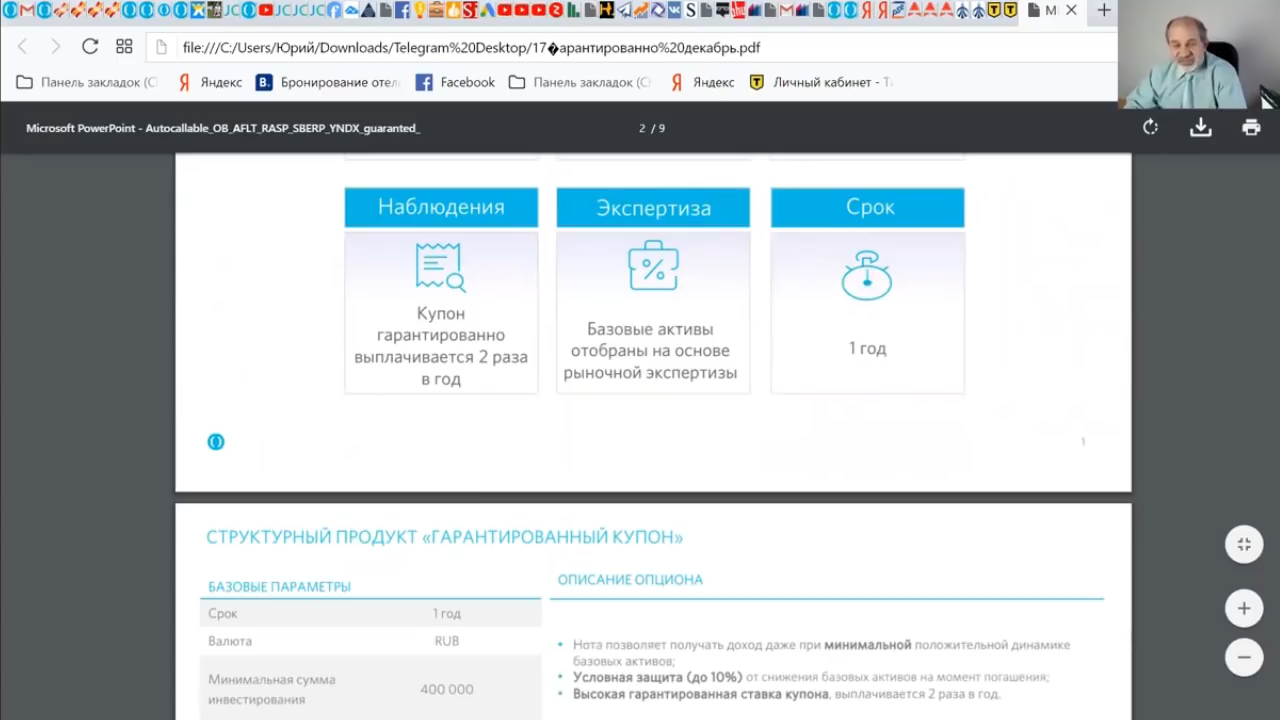 file:///C:/Users/Юрий/Downloads/Telegram%20Desktop/17�арантированно%20декабрь.pdf
Панель закладок (С
Яндекс
Бронирование отел
Facebook
Панель закладок (С
Яндекс
Личный кабинет - Т
Microsoft PowerPoint - Autocallable_OB_AFLT_RASP_SBERP_YNDX_guaranted_
2 / 9
Наблюдения
Экспертиза
Срок
Купон
гарантированно
выплачивается 2 раза
в год
Базовые активы
отобраны на основе
рыночной экспертизы
1 год
1
СТРУКТУРНЫЙ ПРОДУКТ «ГАРАНТИРОВАННЫЙ КУПОН»
БАЗОВЫЕ ПАРАМЕТРЫ
Срок 1 год
Валюта RUB
Минимальная сумма
инвестирования
400 000
ОПИСАНИЕ ОПЦИОНА
• Нота позволяет получать доход даже при минимальной положительной динамике
базовых активов;
• Условная защита (до 10%) от снижения базовых активов на момент погашения;
• Высокая гарантированная ставка купона, выплачивается 2 раза в год.